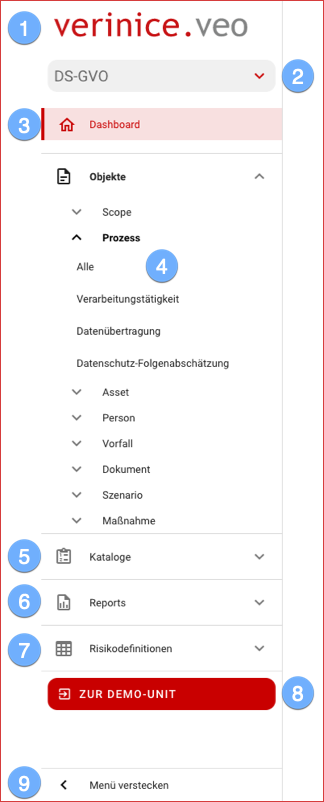 1 verinice.veo
DS-GVO 2
3 Dashboard
Objekte
Scope
Prozess
Alle 4
Verarbeitungstätigkeit
Datenübertragung
Datenschutz-Folgenabschätzung
Asset
Person
Vorfall
Dokument
Szenario
Maßnahme
5 Kataloge
6 Reports
7 Risikodefinitionen
ZUR DEMO-UNIT 8
9 Menü verstecken